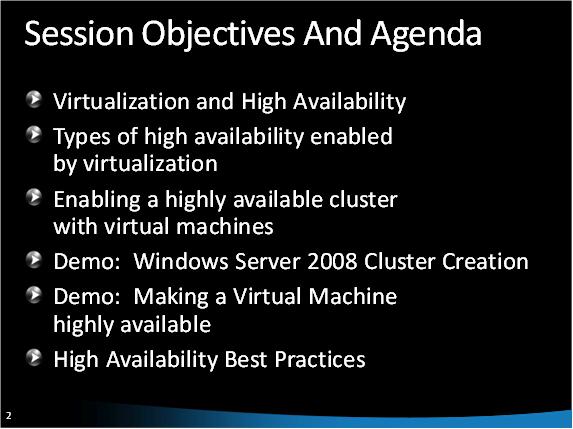 Session Objectives And Agenda
Virtualization and High Availability
Types of high availability enabled
by virtualization
Enabling a highly available cluster
with virtual machines
Demo:  Windows Server 2008 Cluster Creation
Demo:  Making a Virtual Machine
highly available
High Availability Best Practices
2